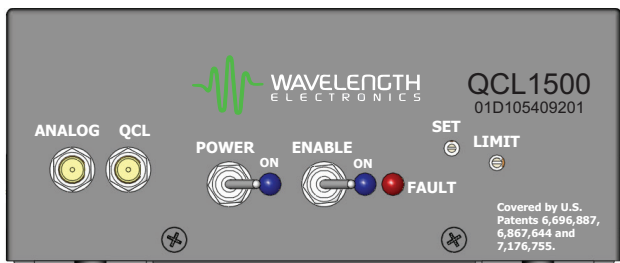 WAVELENGTH
ELECTRONICS
QCL1500
01D105409201
ANALOG QCL
POWER ENABLE
SET
LIMIT
ON ON
FAULT
Covered by U.S.
Patents 6,696,887,
6,867,644 and
7,176,755.